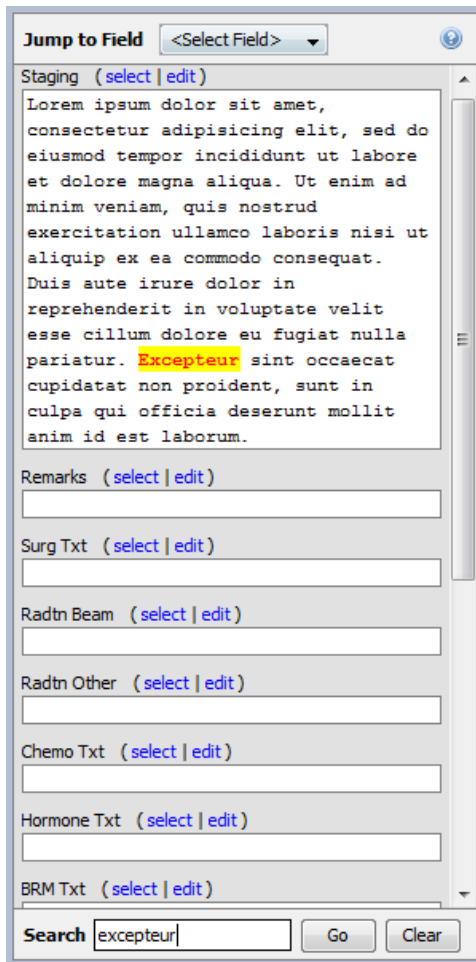 Jump to Field <Select Field>
Staging (select | edit)
Lorem ipsum dolor sit amet,
consectetur adipisicing elit, sed do
eiusmod tempor incididunt ut labore
et dolore magna aliqua. Ut enim ad
minim veniam, quis nostrud
exercitation ullamco laboris nisi ut
aliquip ex ea commodo consequat.
Duis aute irure dolor in
reprehenderit in voluptate velit
esse cillum dolore eu fugiat nulla
pariatur. Excepteur sint occaecat
cupidatat non proident, sunt in
culpa qui officia deserunt mollit
anim id est laborum.
Remarks (select | edit)
Surg Txt (select | edit)
Radtn Beam (select | edit)
Radtn Other (select | edit)
Chemo Txt (select | edit)
Hormone Txt (select | edit)
BRM Txt (select | edit)
Search excepteur Go Clear